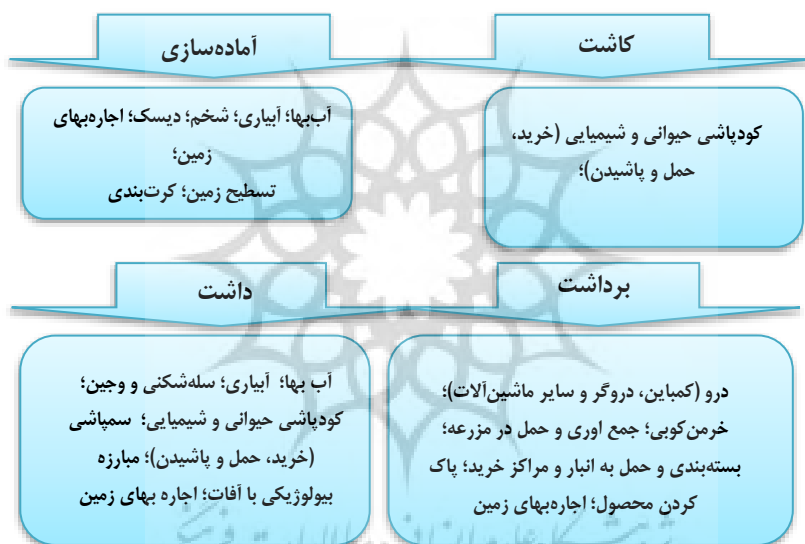 کاشت
کودپاشی حیوانی و شیمیایی (خرید،
حمل و پاشیدن)؛
آماده‌سازی
آب‌بها؛ آبیاری؛ شخم؛ دیسک؛ اجاره‌بهای
زمین؛
تسطیح زمین؛ کرت‌بندی
برداشت
درو (کمباین، دروگر و سایر ماشین‌آلات)؛
خرمن‌کوبی؛ جمع اوری و حمل در مزرعه؛
بسته‌بندی و حمل به انبار و مراکز خرید؛ پاک
کردن محصول؛ اجاره‌بهای زمین
داشت
آب بها؛ آبیاری؛ سله‌شکنی و وجین؛
کودپاشی حیوانی و شیمیایی؛ سمپاشی
(خرید، حمل و پاشیدن)؛ مبارزه
بیولوژیکی با آفات؛ اجاره بهای زمین